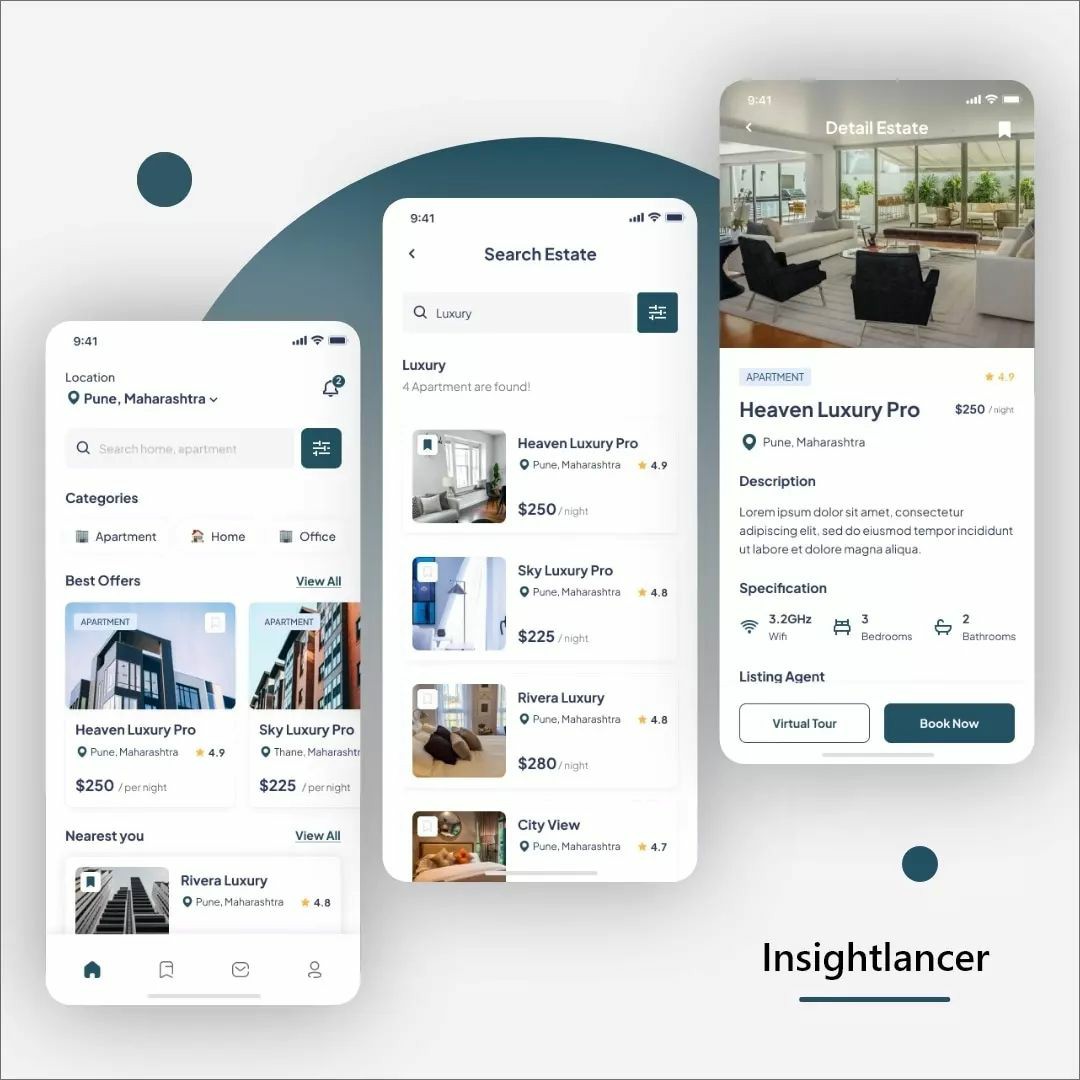 9:41
Location
Pune, Maharashtra
2
Search home, apartment
Categories
Apartment Home Office
Best Offers View All
APARTMENT APARTMENT
Heaven Luxury Pro Sky Luxury Pro
Pune, Maharashtra 4.9 Thane, Maharashtr
$250 / per night $225 / per night
Nearest you View All
Rivera Luxury
Pune, Maharashtra 4.8
9:41
Search Estate
Luxury
Luxury
4 Apartment are found!
Heaven Luxury Pro
Pune, Maharashtra 4.9
$250 / night
Sky Luxury Pro
Pune, Maharashtra 4.8
$225 / night
Rivera Luxury
Pune, Maharashtra 4.8
$280 / night
City View
Pune, Maharashtra 4.7
9:41
Detail Estate
APARTMENT 4.9
Heaven Luxury Pro $250 / night
Pune, Maharashtra
Description
Lorem ipsum dolor sit amet, consectetur
adipiscing elit, sed do eiusmod tempor incididunt
ut labore et dolore magna aliqua.
Specification
3.2GHz 3 2
Wifi Bedrooms Bathrooms
Listing Agent
Virtual Tour Book Now
Insightlancer